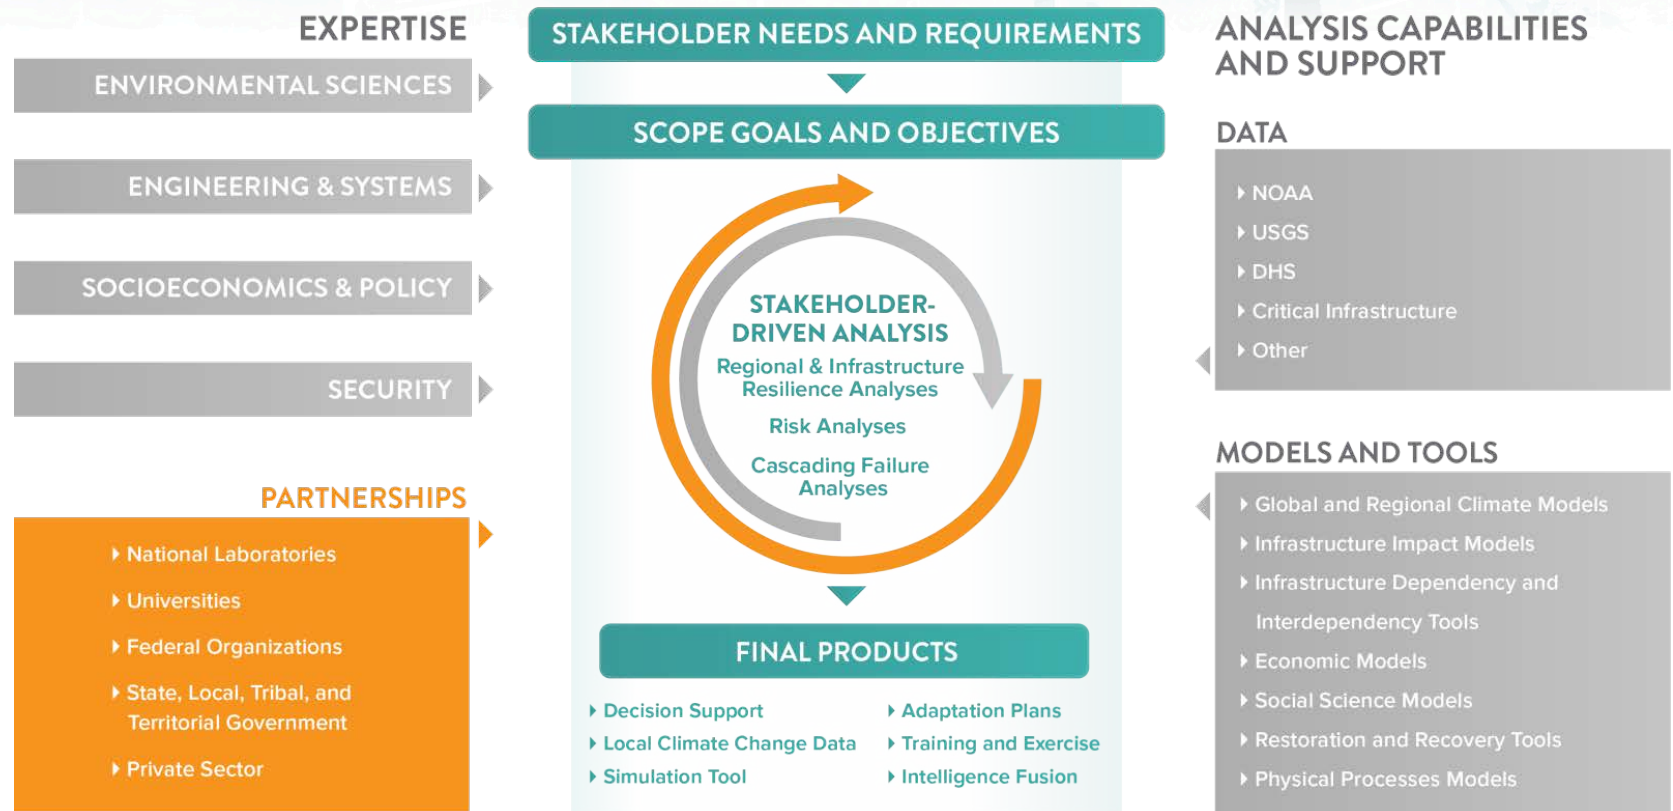 EXPERTISE
ENVIRONMENTAL SCIENCES
ENGINEERING & SYSTEMS
SOCIOECONOMICS & POLICY
SECURITY
PARTNERSHIPS
National Laboratories
Universities
Federal Organizations
State, Local, Tribal, and
Territorial Government
Private Sector
STAKEHOLDER NEEDS AND REQUIREMENTS
SCOPE GOALS AND OBJECTIVES
STAKEHOLDER-
DRIVEN ANALYSIS
Regional & Infrastructure
Resilience Analyses
Risk Analyses
Cascading Failure
Analyses
FINAL PRODUCTS
Decision Support
Local Climate Change Data
Simulation Tool
Adaptation Plans
Training and Exercise
Intelligence Fusion
ANALYSIS CAPABILITIES
AND SUPPORT
DATA
NOAA
USGS
DHS
Critical Infrastructure
Other
MODELS AND TOOLS
Global and Regional Climate Models
Infrastructure Impact Models
Infrastructure Dependency and
Interdependency Tools
Economic Models
Social Science Models
Restoration and Recovery Tools
Physical Processes Models